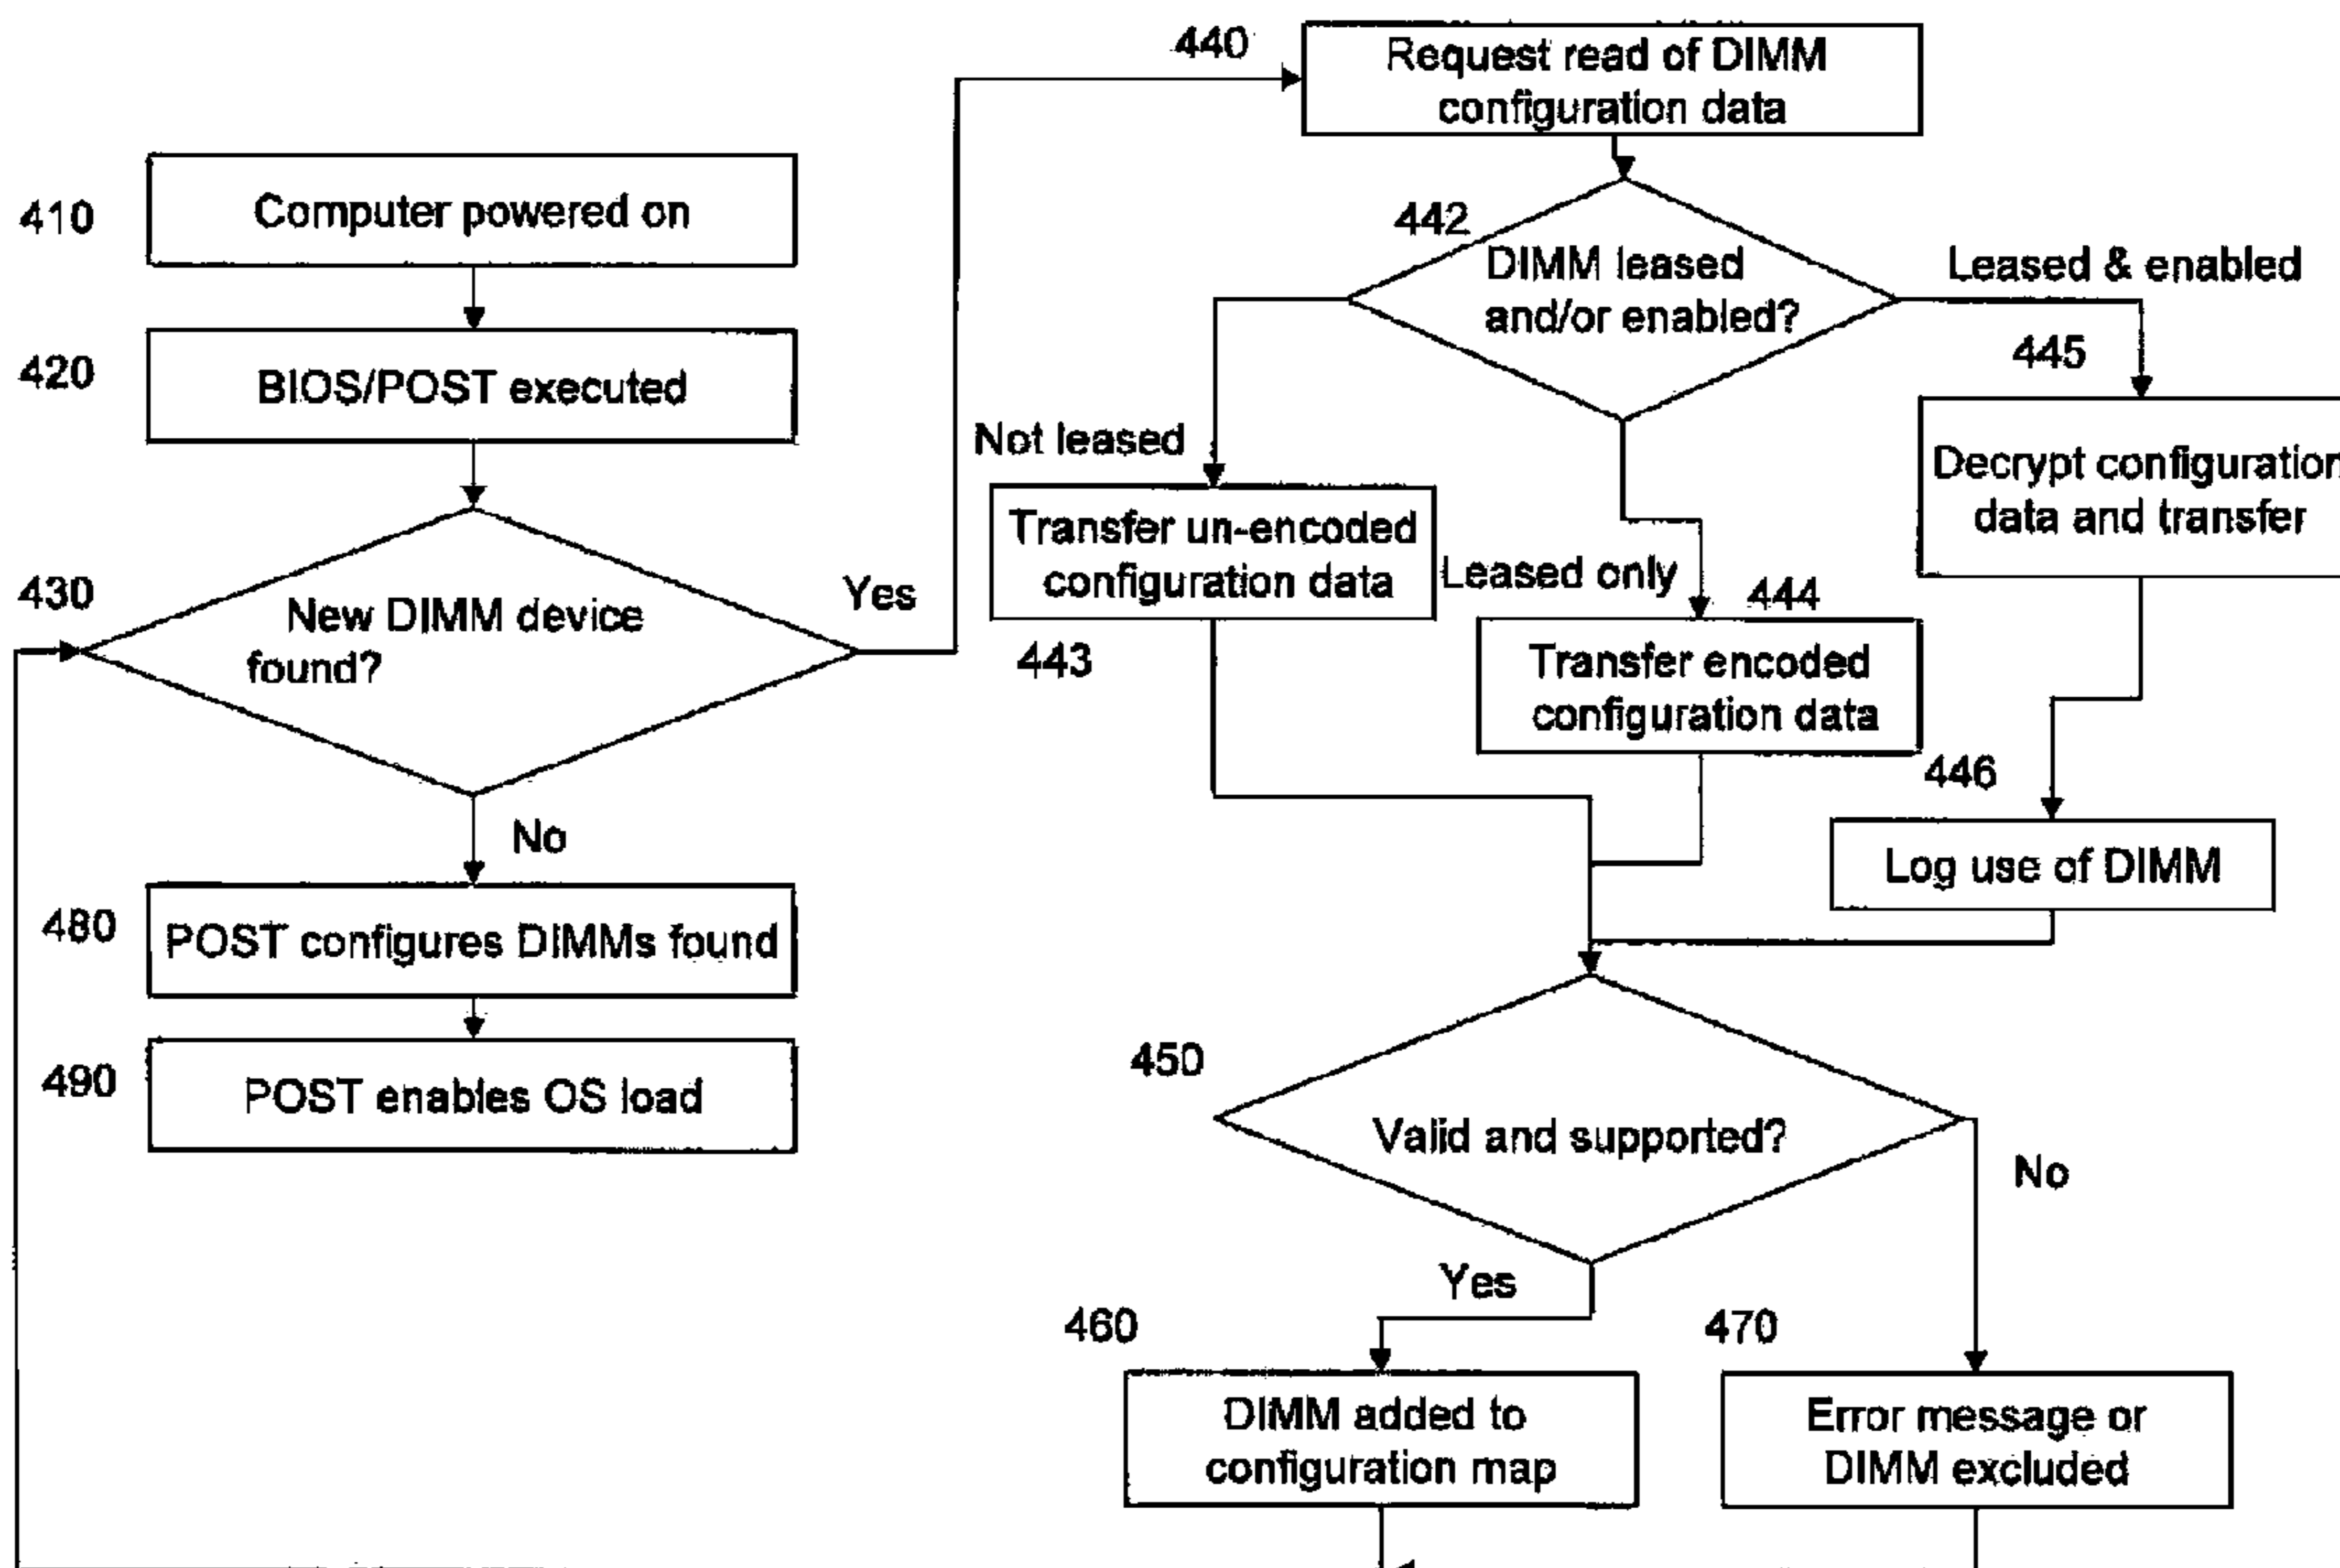 410
Computer powered on
420
BIOS/POST executed
430
New DIMM device
found?
Yes
No
480
POST configures DIMMs found
490
POST enables OS load
440
Request read of DIMM
configuration data
442
DIMM leased
and/or enabled?
Leased & enabled
445
Decrypt configuration
data and transfer
Not leased
Transfer un-encoded
configuration data
443
Leased only
444
Transfer encoded
configuration data
446
Log use of DIMM
450
Valid and supported?
No
Yes
460
DIMM added to
configuration map
470
Error message or
DIMM excluded